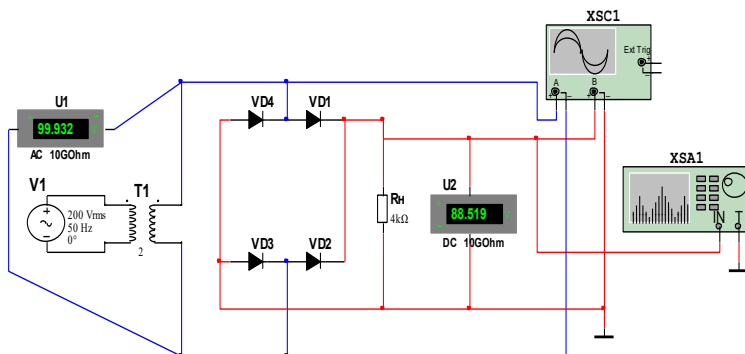 XSC1
Ext Trig
+
–
A
B
+ – + –
U1
99.932 V
+
–
AC 10GOhm
VD4 VD1
XSA1
IN T
V1
T1
200 Vrms
50 Hz
0°
2
RH
4kΩ
U2
88.519 V
+
–
DC 10GOhm
VD3 VD2